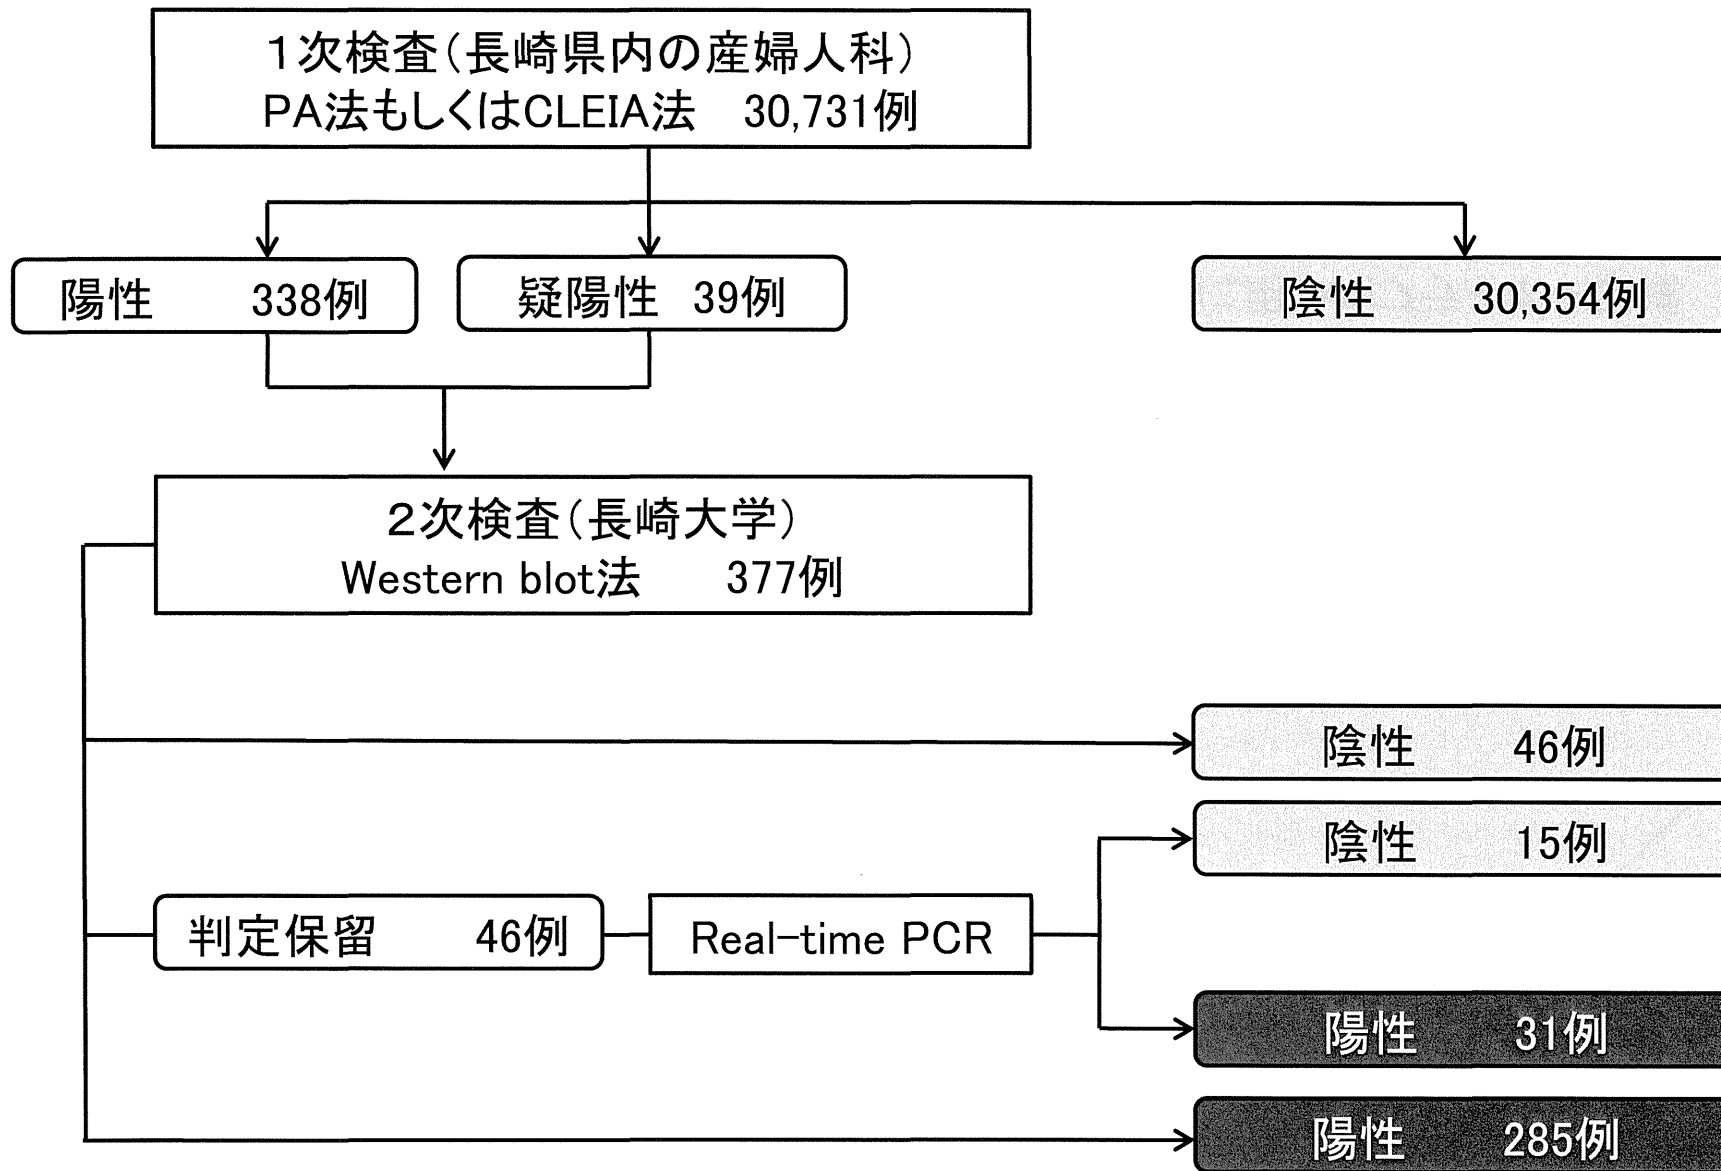 1次検査(長崎県内の産婦人科)
PA法もしくはCLEIA法 30,731例
陽性 338例
疑陽性 39例
陰性 30,354例
2次検査(長崎大学)
Western blot法 377例
陰性 46例
陰性 15例
判定保留 46例
Real-time PCR
陽性 31例
陽性 285例